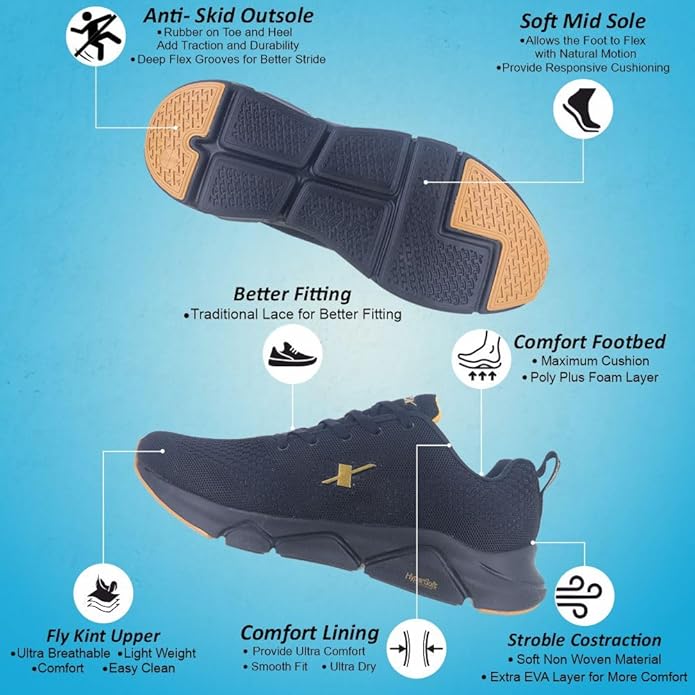 Anti- Skid Outsole
•Rubber on Toe and Heel
Add Traction and Durability
•Deep Flex Grooves for Better Stride
Soft Mid Sole
•Allows the Foot to Flex
with Natural Motion
•Provide Responsive Cushioning
Better Fitting
•Traditional Lace for Better Fitting
Comfort Footbed
• Maximum Cushion
• Poly Plus Foam Layer
HyperSoft
Fly Kint Upper
•Ultra Breathable •Light Weight
•Comfort •Easy Clean
Comfort Lining
• Provide Ultra Comfort
• Smooth Fit • Ultra Dry
Stroble Costraction
• Soft Non Woven Material
• Extra EVA Layer for More Comfort